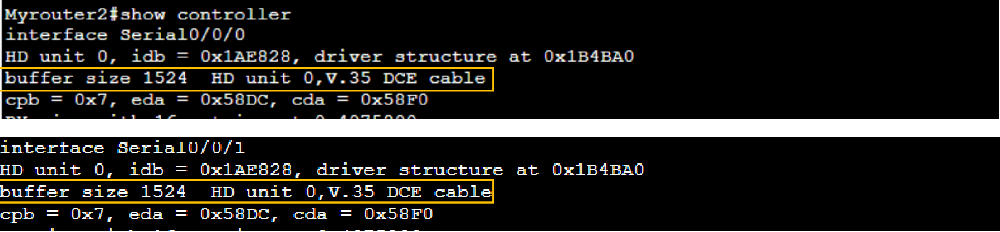 Myrouter2#show controller
interface Serial0/0/0
HD unit 0, idb = 0x1AE828, driver structure at 0x1B4BA0
buffer size 1524  HD unit 0,V.35 DCE cable
cpb = 0x7, eda = 0x58DC, cda = 0x58F0
interface Serial0/0/1
HD unit 0, idb = 0x1AE828, driver structure at 0x1B4BA0
buffer size 1524  HD unit 0,V.35 DCE cable
cpb = 0x7, eda = 0x58DC, cda = 0x58F0